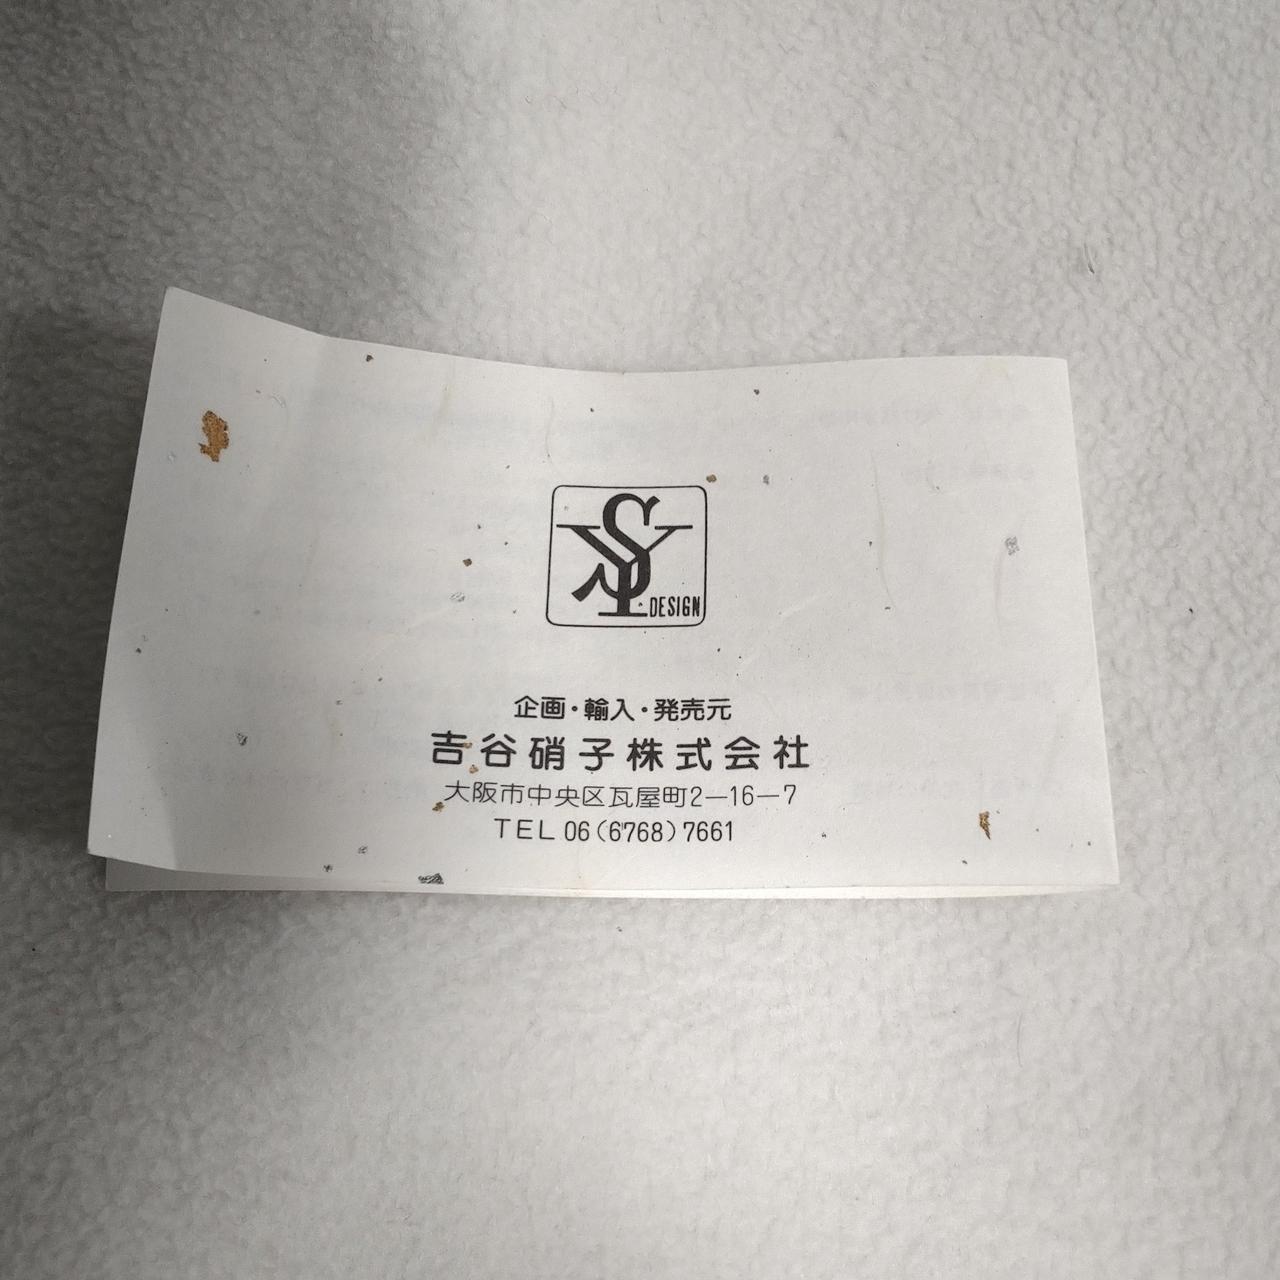 SY DESIGN
企画・輸入・発売元
吉谷硝子株式会社
大阪市中央区瓦屋町2―16―7
TEL 06(6768)7661